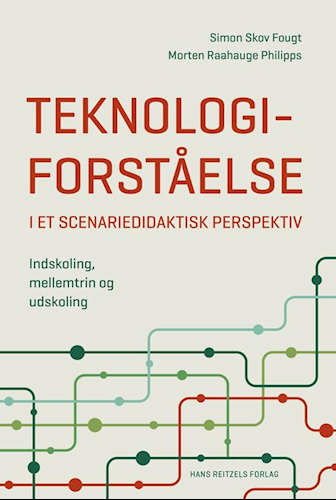 Simon Skov Fougt
Morten Raahauge Philipps
TEKNOLOGI-
FORSTÅELSE
I ET SCENARIEDIDAKTISK PERSPEKTIV
Indskoling,
mellemtrin og
udskoling
HANS REITZELS FORLAG